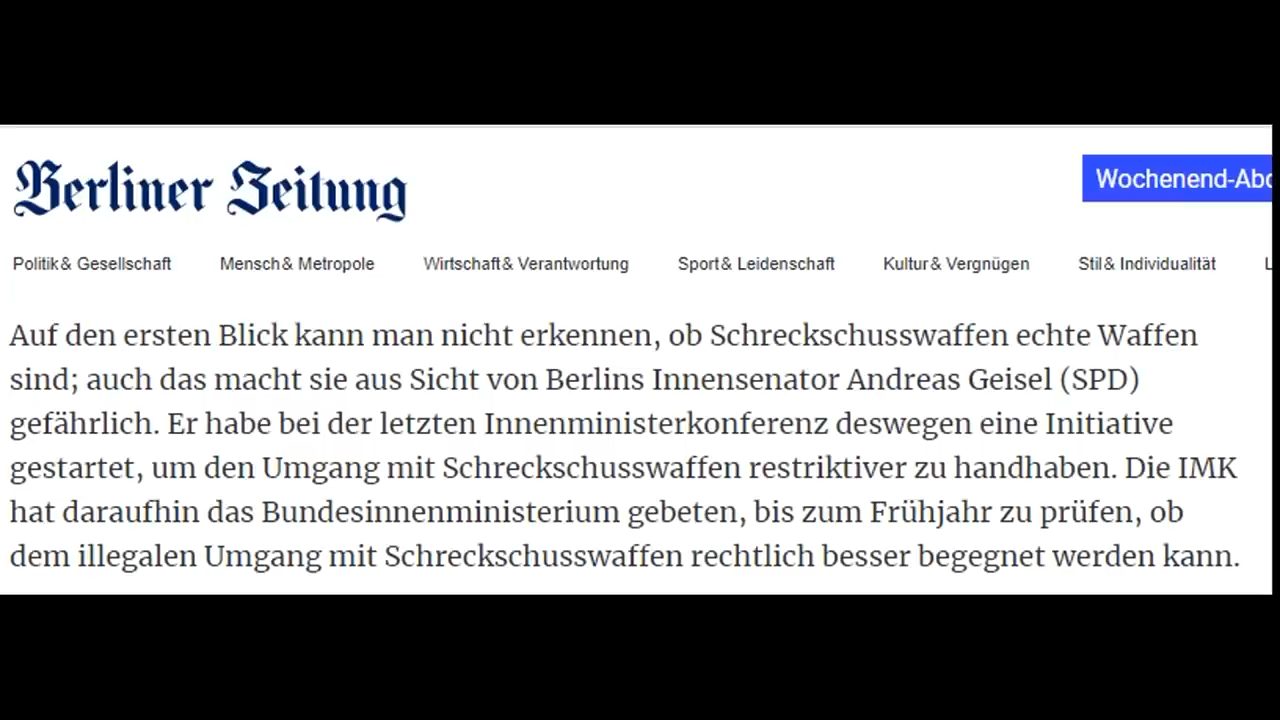 Berliner Zeitung
Wochenend-Abo
Politik & Gesellschaft Mensch & Metropole Wirtschaft & Verantwortung Sport & Leidenschaft Kultur & Vergnügen Stil & Individualität L
Auf den ersten Blick kann man nicht erkennen, ob Schreckschusswaffen echte Waffen
sind; auch das macht sie aus Sicht von Berlins Innensenator Andreas Geisel (SPD)
gefährlich. Er habe bei der letzten Innenministerkonferenz deswegen eine Initiative
gestartet, um den Umgang mit Schreckschusswaffen restriktiver zu handhaben. Die IMK
hat daraufhin das Bundesinnenministerium gebeten, bis zum Frühjahr zu prüfen, ob
dem illegalen Umgang mit Schreckschusswaffen rechtlich besser begegnet werden kann.